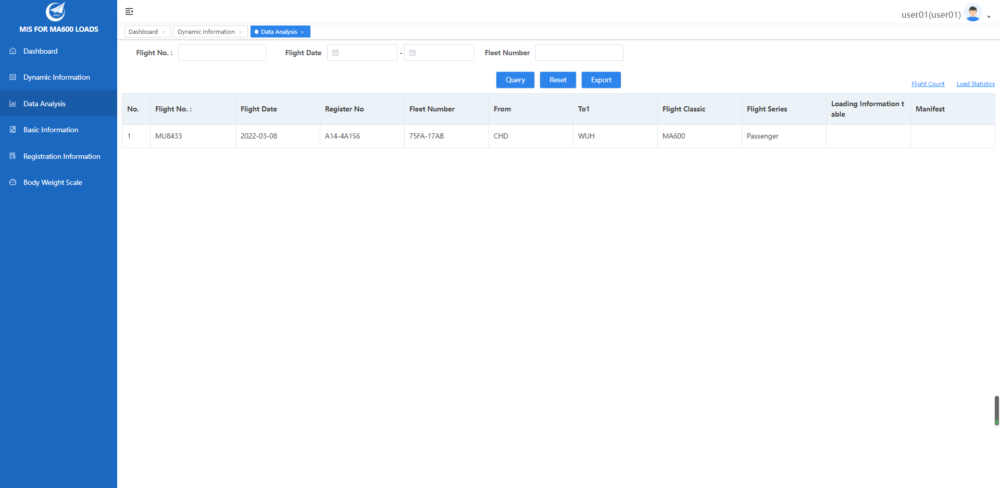 AVIC
MIS FOR MA600 LOADS
Dashboard
Dynamic Information
Data Analysis
Basic Information
Registration Information
Body Weight Scale
user01(user01)
Dashboard ×
Dynamic Information ×
Data Analysis ×
Flight No. :
Flight Date
-
Fleet Number
Query
Reset
Export
Flight Count
Load Statistics
No.
Flight No. :
Flight Date
Register No
Fleet Number
From
To1
Flight Classic
Flight Series
Loading Information t
able
Manifest
1
MU8433
2022-03-08
A14-4A1S6
75FA-17AB
CHD
WUH
MA600
Passenger